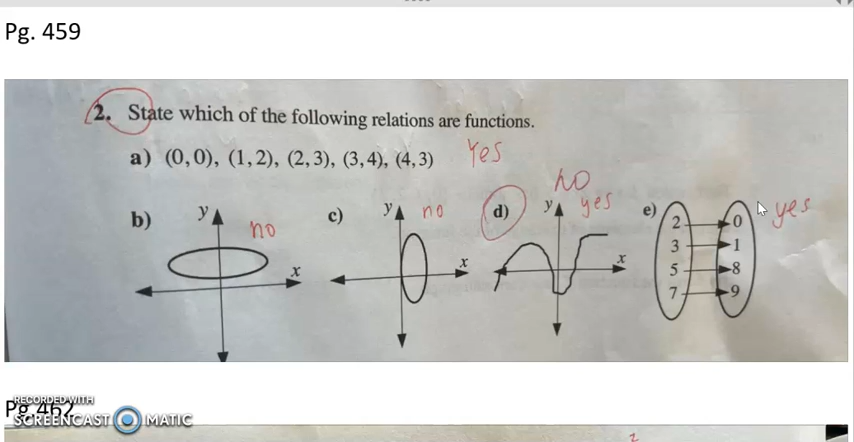 Pg. 459
2. State which of the following relations are functions.
a) (0,0), (1,2), (2,3), (3,4), (4,3) Yes
no
b) y no c) y no d) y yes e) 2 0 yes
3 1
x x x 5 8
7 9
Pg.462
RECORDED WITH
SCREENCAST MATIC
z